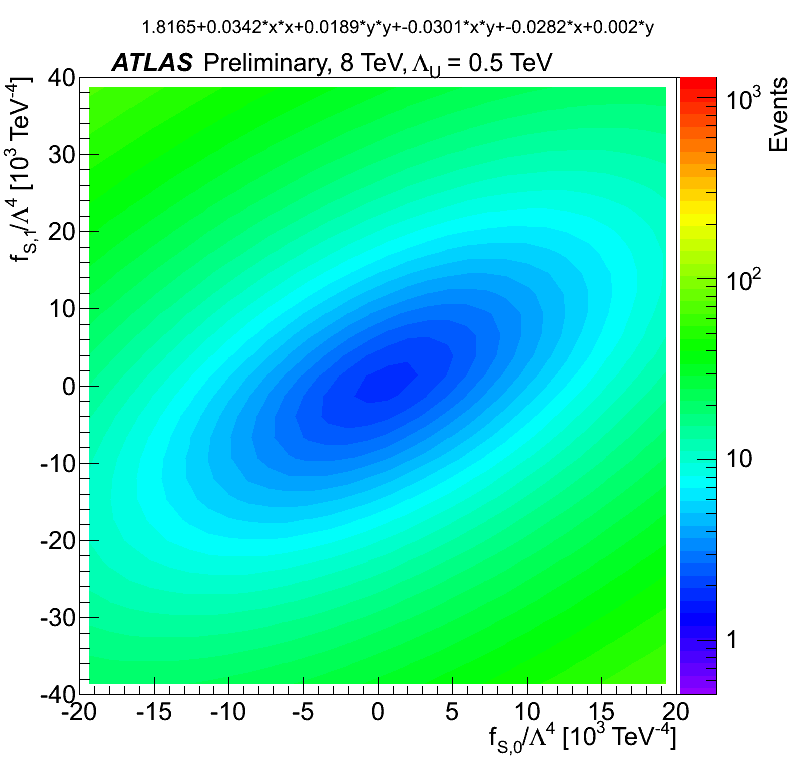 1.8165+0.0342*x*x+0.0189*y*y+-0.0301*x*y+-0.0282*x+0.002*y
ATLAS Preliminary, 8 TeV, Λ_U = 0.5 TeV
f_S,1/Λ^4 [10^3 TeV^-4]
40
30
20
10
0
-10
-20
-30
-40
-20 -15 -10 -5 0 5 10 15 20
f_S,0/Λ^4 [10^3 TeV^-4]
Events
10^3
10^2
10
1